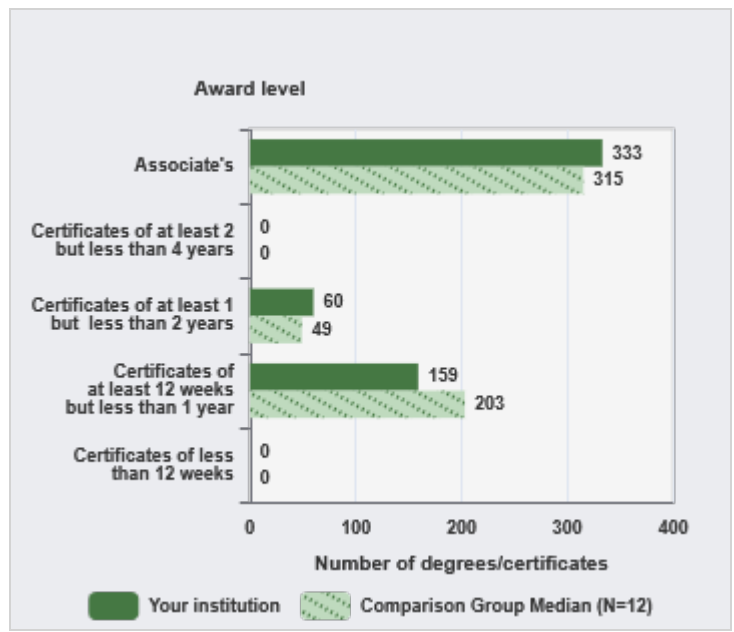 Award level
Associate's
333
315
Certificates of at least 2
but less than 4 years
0
0
Certificates of at least 1
but less than 2 years
60
49
Certificates of
at least 12 weeks
but less than 1 year
159
203
Certificates of less
than 12 weeks
0
0
0 100 200 300 400
Number of degrees/certificates
Your institution Comparison Group Median (N=12)